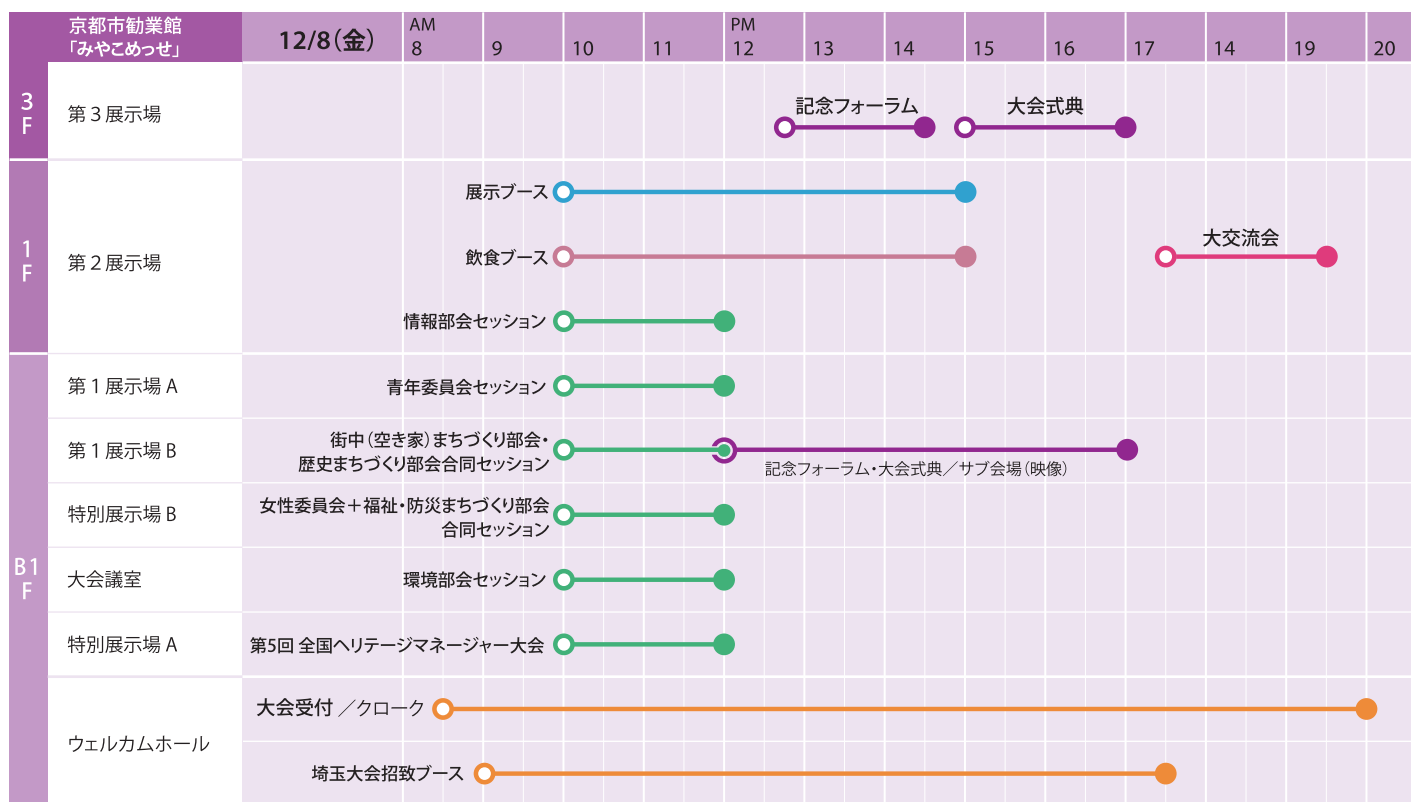 京都市勧業館
「みやこめっせ」
12/8(金)
AM
8
9
10
11
PM
12
13
14
15
16
17
14
19
20
3F
第3展示場
記念フォーラム
大会式典
1F
第2展示場
展示ブース
飲食ブース
大交流会
情報部会セッション
B1F
第1展示場 A
青年委員会セッション
第1展示場 B
街中(空き家)まちづくり部会・
歴史まちづくり部会合同セッション
記念フォーラム・大会式典／サブ会場(映像)
特別展示場 B
女性委員会＋福祉・防災まちづくり部会
合同セッション
大会議室
環境部会セッション
特別展示場 A
第5回 全国ヘリテージマネージャー大会
ウェルカムホール
大会受付 ／クローク
埼玉大会招致ブース